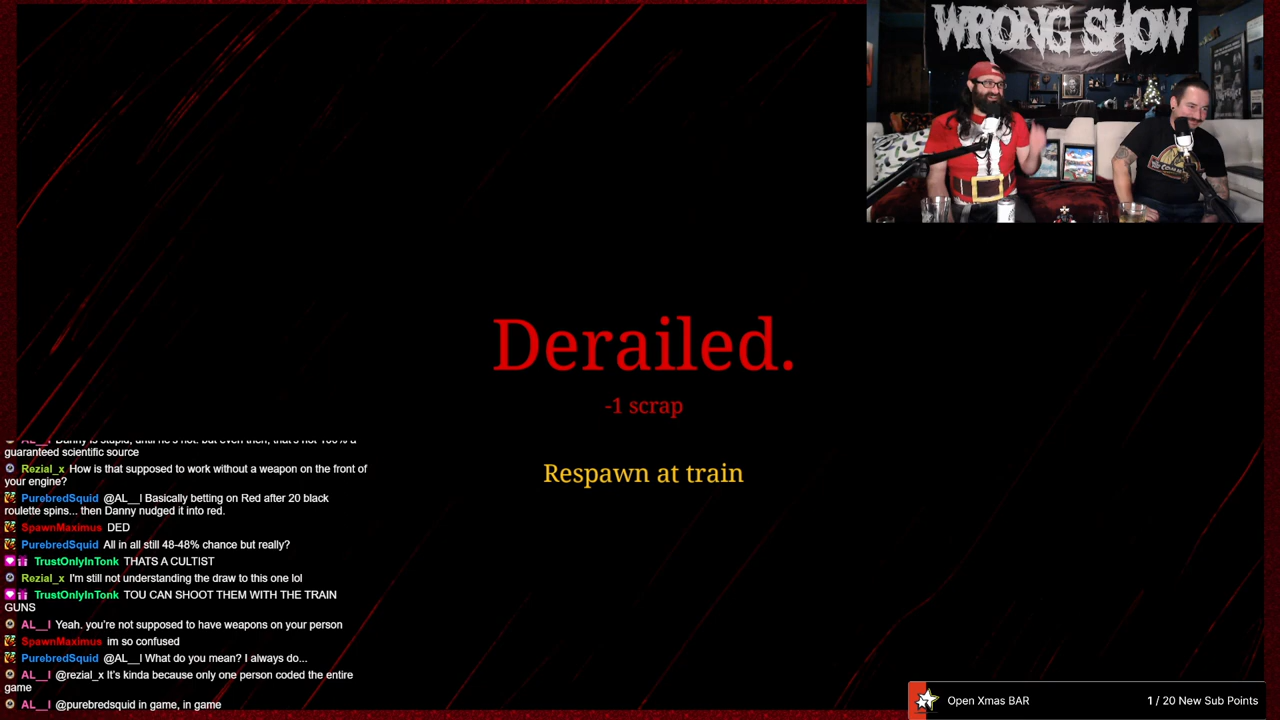 WRONG SHOW
Derailed.
-1 scrap
Respawn at train
guaranteed scientific source
Rezial_x How is that supposed to work without a weapon on the front of
your engine?
PurebredSquid @AL__I Basically betting on Red after 20 black
roulette spins... then Danny nudged it into red.
SpawnMaximus DED
PurebredSquid All in all still 48-48% chance but really?
TrustOnlyInTonk THATS A CULTIST
Rezial_x I'm still not understanding the draw to this one lol
TrustOnlyInTonk TOU CAN SHOOT THEM WITH THE TRAIN
GUNS
AL__I Yeah. you're not supposed to have weapons on your person
SpawnMaximus im so confused
PurebredSquid @AL__I What do you mean? I always do...
AL__I @rezial_x It's kinda because only one person coded the entire
game
AL__I @purebredsquid in game, in game
Open Xmas BAR 1 / 20 New Sub Points